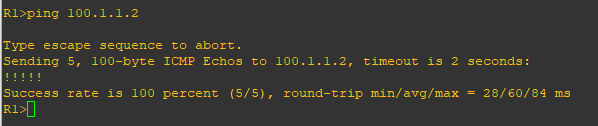 R1>ping 100.1.1.2
Type escape sequence to abort.
Sending 5, 100-byte ICMP Echos to 100.1.1.2, timeout is 2 seconds:
!!!!!
Success rate is 100 percent (5/5), round-trip min/avg/max = 28/60/84 ms
R1>